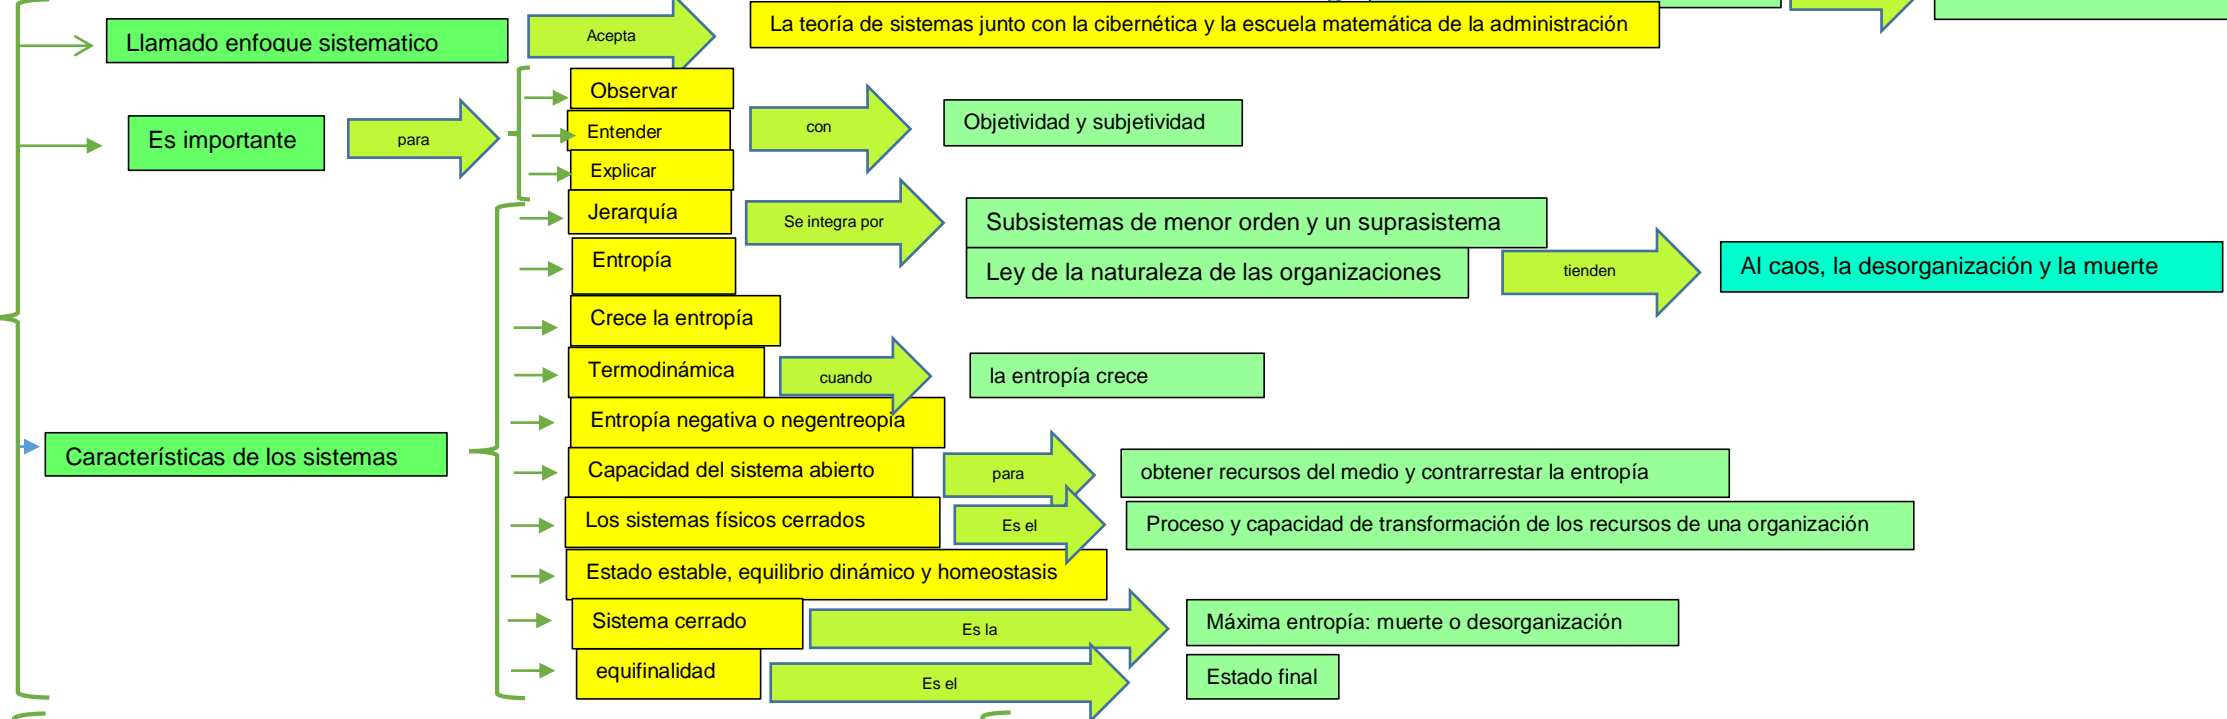 Llamado enfoque sistematico
Acepta
La teoría de sistemas junto con la cibernética y la escuela matemática de la administración
Es importante
para
Observar
Entender
Explicar
con
Objetividad y subjetividad
Características de los sistemas
Jerarquía
Se integra por
Subsistemas de menor orden y un suprasistema
Entropía
Ley de la naturaleza de las organizaciones
tienden
Al caos, la desorganización y la muerte
Crece la entropía
Termodinámica
cuando
la entropía crece
Entropía negativa o negentreopía
Capacidad del sistema abierto
para
obtener recursos del medio y contrarrestar la entropía
Los sistemas físicos cerrados
Es el
Proceso y capacidad de transformación de los recursos de una organización
Estado estable, equilibrio dinámico y homeostasis
Sistema cerrado
Es la
Máxima entropía: muerte o desorganización
equifinalidad
Es el
Estado final